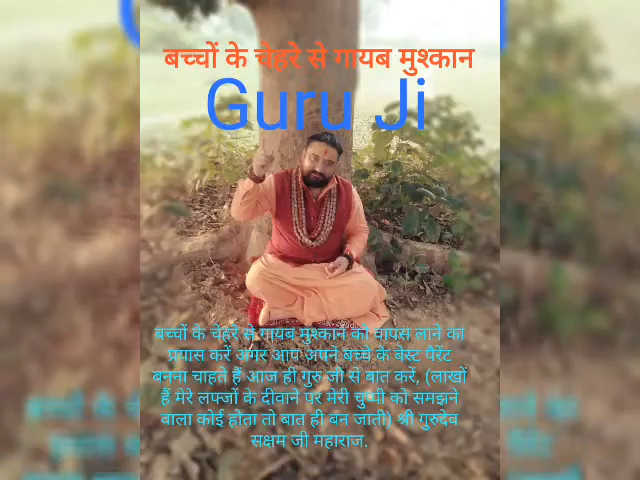 बच्चों के चेहरे से गायब मुश्कान
Guru Ji
बच्चों के चेहरे से गायब मुश्कान की वापस लाने का
प्रयास करें अगर आप अपने बच्चे के बेस्ट पैरेंट
बनना चाहते हैं आज हीं गुरु जी से बात करें, (लाखों
हैं मेरे लफ्जों के दीवाने पर मेरी चुप्पी को समझने
वाला कोई होता तो बात ही बन जाती) श्री गुरुदेव
सक्षम जी महाराज.